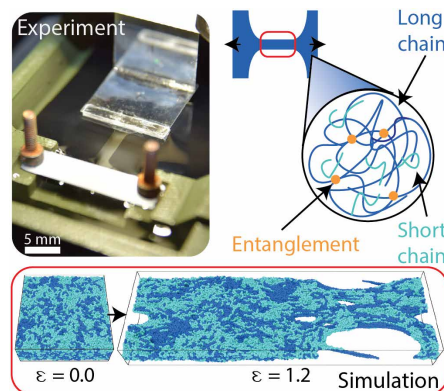 Experiment
5 mm
Long
chain
Entanglement
Short
chain
ε = 0.0
ε = 1.2
Simulation